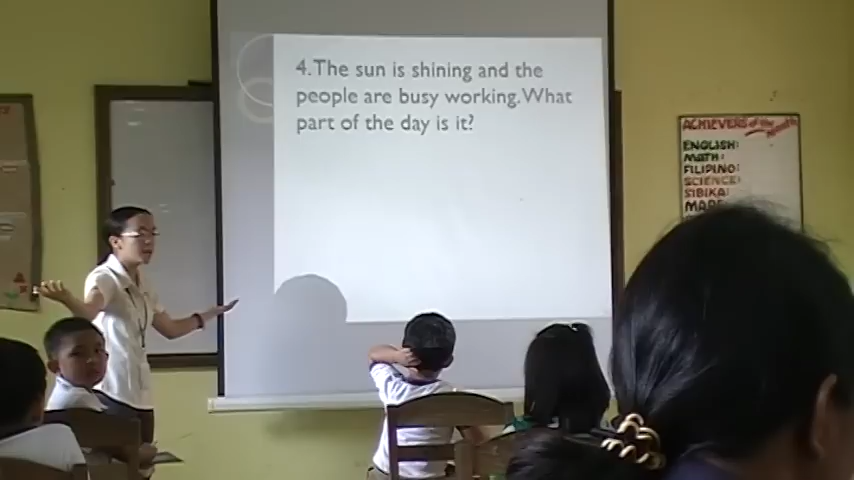 4. The sun is shining and the
people are busy working. What
part of the day is it?
ACHIEVERS of the Month
ENGLISH:
MATH:
FILIPINO:
SCIENCE:
SIBIKA: